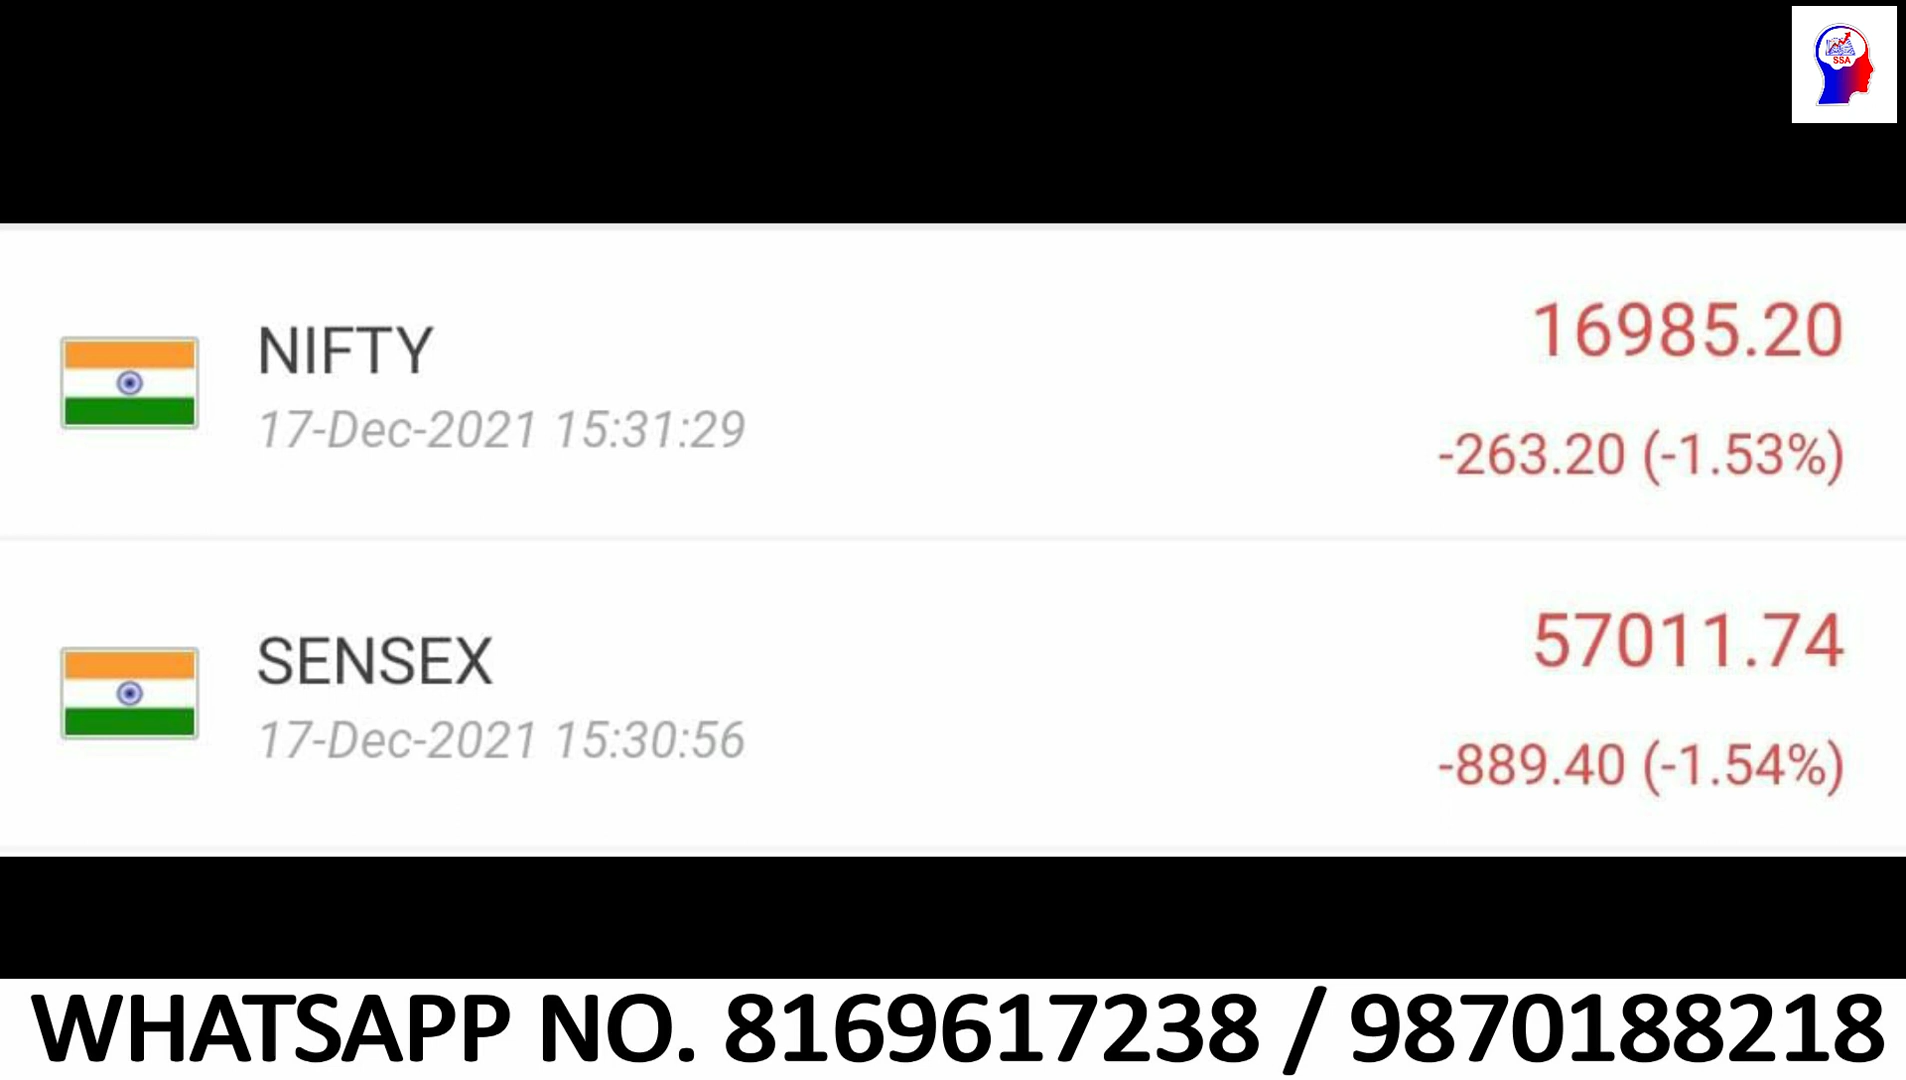 SSA
NIFTY
16985.20
17-Dec-2021 15:31:29
-263.20 (-1.53%)
SENSEX
57011.74
17-Dec-2021 15:30:56
-889.40 (-1.54%)
WHATSAPP NO. 8169617238 / 9870188218